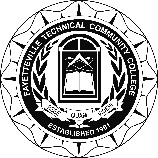 FAYETTEVILLE TECHNICAL COMMUNITY COLLEGE
ESTABLISHED 1961